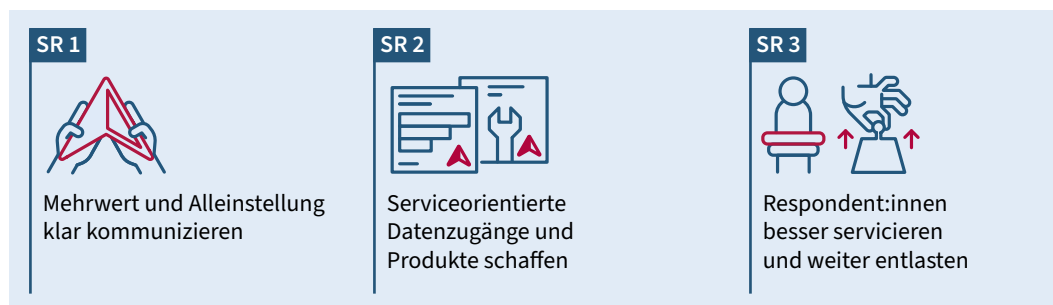 SR 1
Mehrwert und Alleinstellung
klar kommunizieren
SR 2
Serviceorientierte
Datenzugänge und
Produkte schaffen
SR 3
Respondent:innen
besser servicieren
und weiter entlasten